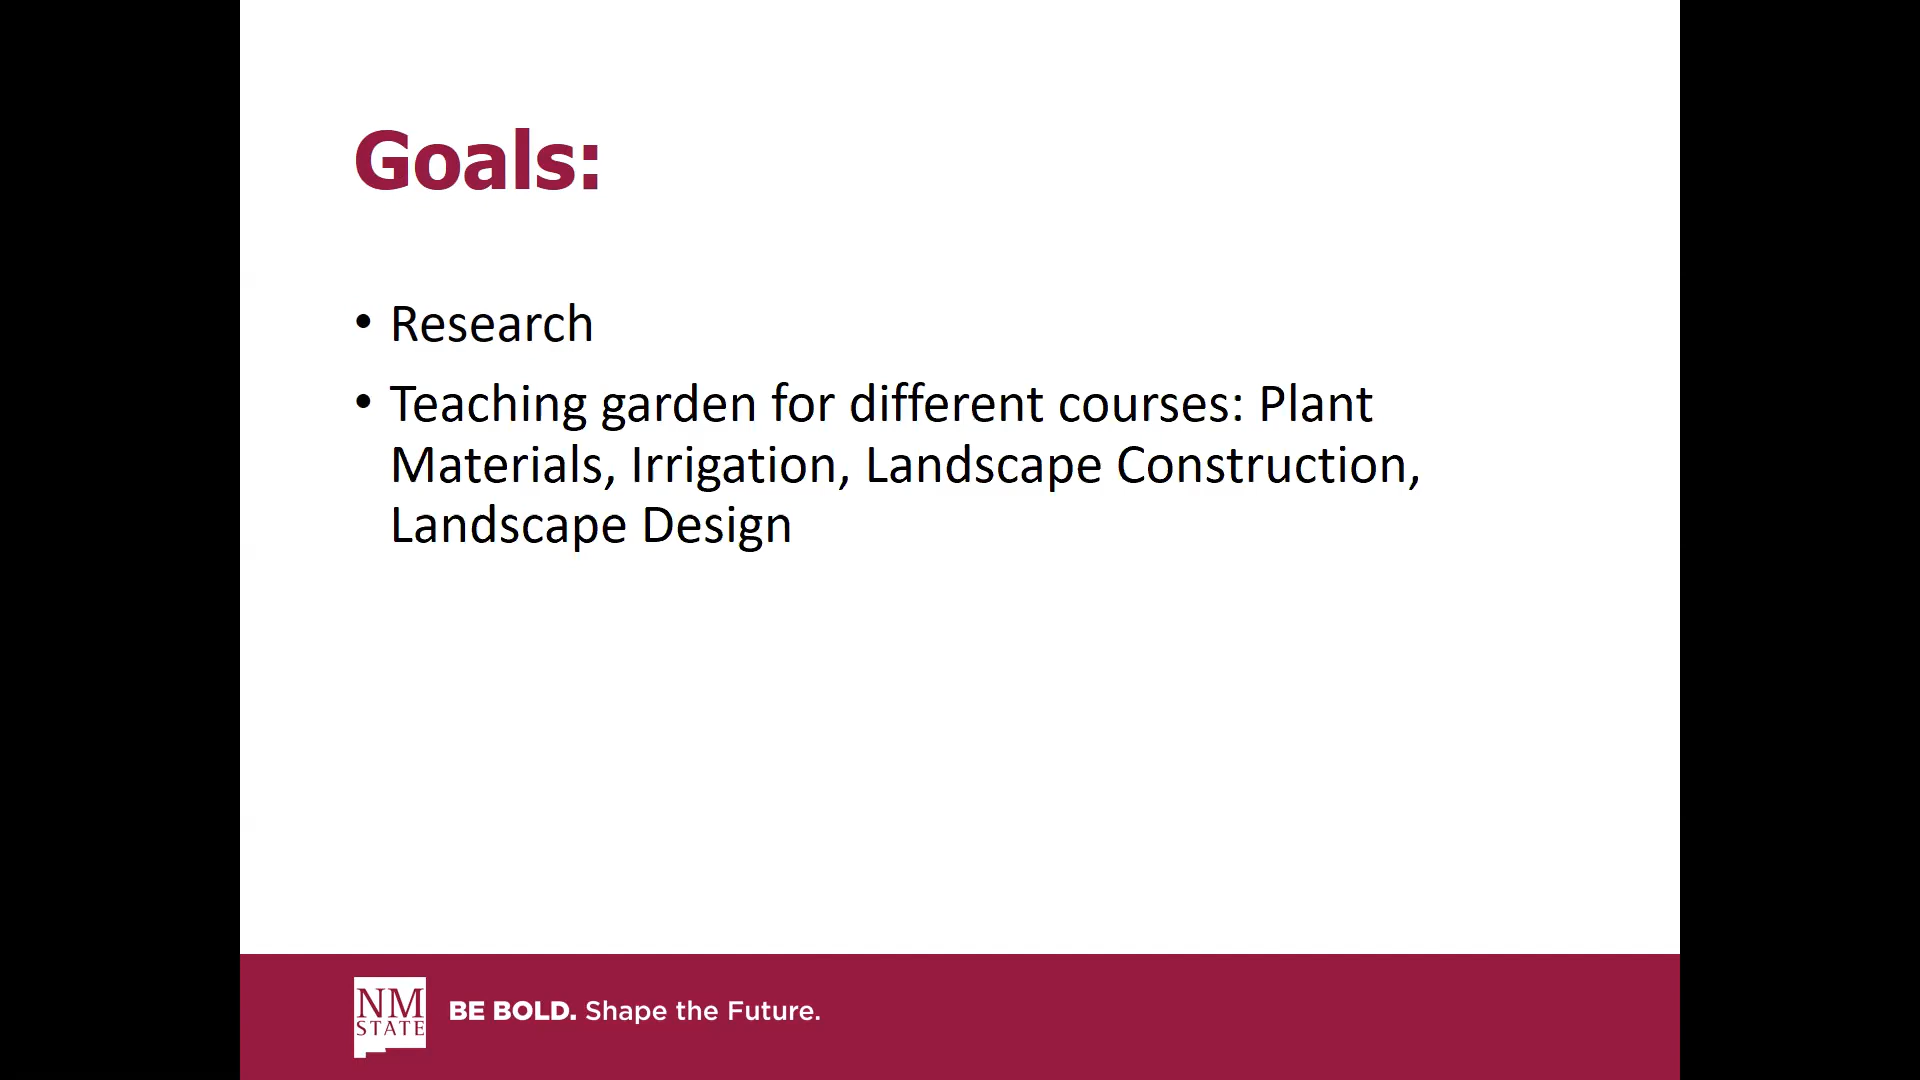 Goals:
• Research
• Teaching garden for different courses: Plant
Materials, Irrigation, Landscape Construction,
Landscape Design
NM
STATE
BE BOLD. Shape the Future.